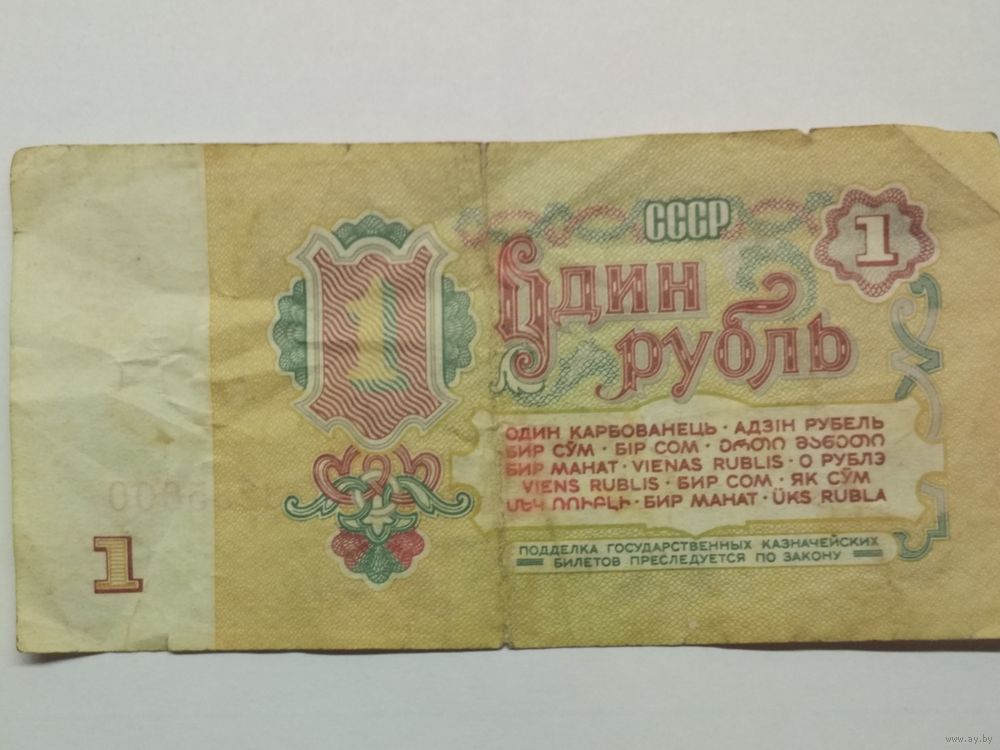 СССР
1
1
Один
рубль
ОДИН КАРБОВАНЕЦЬ · АДЗІН РУБЕЛЬ
БИР СЎМ · БІР СОМ · ᲔᲠᲗᲘ ᲛᲐᲜᲔᲗᲘ
БИР МАНАТ · VIENAS RUBLIS · О РУБЛЭ
VIENS RUBLIS · БИР СОМ · ЯК СӮМ
ՄԵԿ ՌՈՒԲԼԻ · БИР МАНАТ · ÜKS RUBLA
ПОДДЕЛКА ГОСУДАРСТВЕННЫХ КАЗНАЧЕЙСКИХ
БИЛЕТОВ ПРЕСЛЕДУЕТСЯ ПО ЗАКОНУ
1
www.ay.by